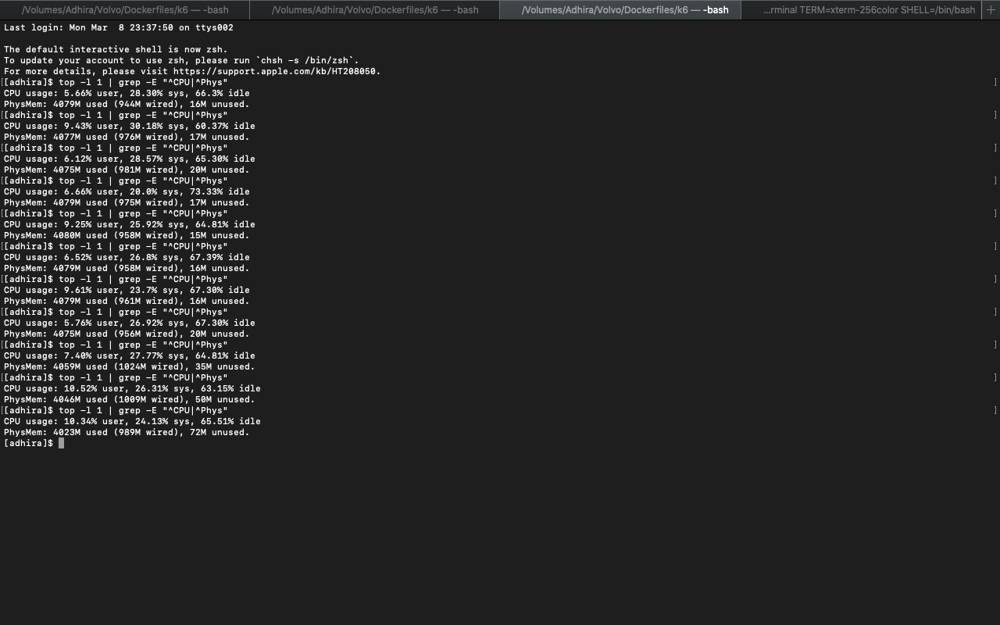 /Volumes/Adhira/Volvo/Dockerfiles/k6 — -bash
/Volumes/Adhira/Volvo/Dockerfiles/k6 — -bash
/Volumes/Adhira/Volvo/Dockerfiles/k6 — -bash
...rminal TERM=xterm-256color SHELL=/bin/bash
Last login: Mon Mar  8 23:37:50 on ttys002
The default interactive shell is now zsh.
To update your account to use zsh, please run `chsh -s /bin/zsh`.
For more details, please visit https://support.apple.com/kb/HT208050.
[[adhira]$ top -l 1 | grep -E "^CPU|^Phys" ]
CPU usage: 5.66% user, 28.30% sys, 66.3% idle
PhysMem: 4079M used (944M wired), 16M unused.
[[adhira]$ top -l 1 | grep -E "^CPU|^Phys" ]
CPU usage: 9.43% user, 30.18% sys, 60.37% idle
PhysMem: 4077M used (976M wired), 17M unused.
[[adhira]$ top -l 1 | grep -E "^CPU|^Phys" ]
CPU usage: 6.12% user, 28.57% sys, 65.30% idle
PhysMem: 4075M used (981M wired), 20M unused.
[[adhira]$ top -l 1 | grep -E "^CPU|^Phys" ]
CPU usage: 6.66% user, 20.0% sys, 73.33% idle
PhysMem: 4079M used (975M wired), 17M unused.
[[adhira]$ top -l 1 | grep -E "^CPU|^Phys" ]
CPU usage: 9.25% user, 25.92% sys, 64.81% idle
PhysMem: 4080M used (958M wired), 15M unused.
[[adhira]$ top -l 1 | grep -E "^CPU|^Phys" ]
CPU usage: 6.52% user, 26.8% sys, 67.39% idle
PhysMem: 4079M used (958M wired), 16M unused.
[[adhira]$ top -l 1 | grep -E "^CPU|^Phys" ]
CPU usage: 9.61% user, 23.7% sys, 67.30% idle
PhysMem: 4079M used (961M wired), 16M unused.
[[adhira]$ top -l 1 | grep -E "^CPU|^Phys" ]
CPU usage: 5.76% user, 26.92% sys, 67.30% idle
PhysMem: 4075M used (956M wired), 20M unused.
[[adhira]$ top -l 1 | grep -E "^CPU|^Phys" ]
CPU usage: 7.40% user, 27.77% sys, 64.81% idle
PhysMem: 4059M used (1024M wired), 35M unused.
[[adhira]$ top -l 1 | grep -E "^CPU|^Phys" ]
CPU usage: 10.52% user, 26.31% sys, 63.15% idle
PhysMem: 4046M used (1009M wired), 50M unused.
[[adhira]$ top -l 1 | grep -E "^CPU|^Phys" ]
CPU usage: 10.34% user, 24.13% sys, 65.51% idle
PhysMem: 4023M used (989M wired), 72M unused.
[adhira]$